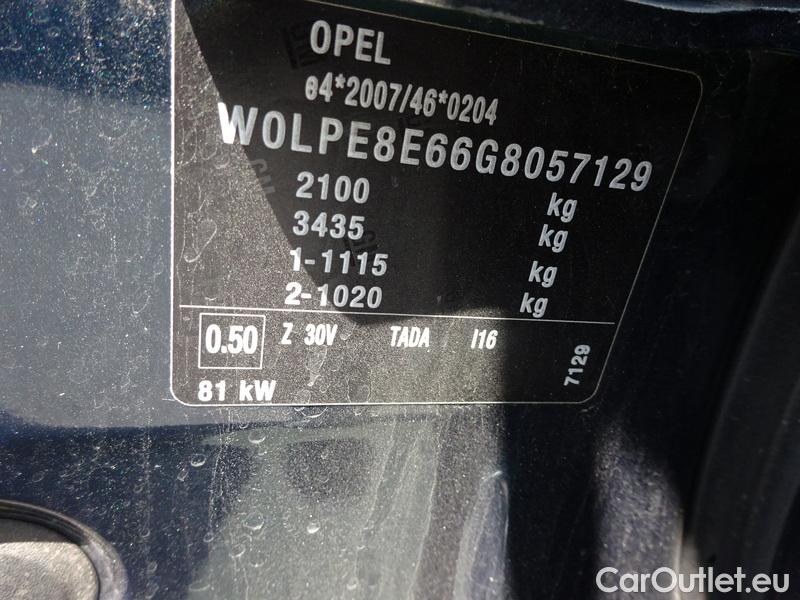 OPEL
e4*2007/46*0204
W0LPE8E66G8057129
2100 kg
3435 kg
1-1115 kg
2-1020 kg
0.50 Z 30V TADA I16
7129
81 kW
CarOutlet.eu